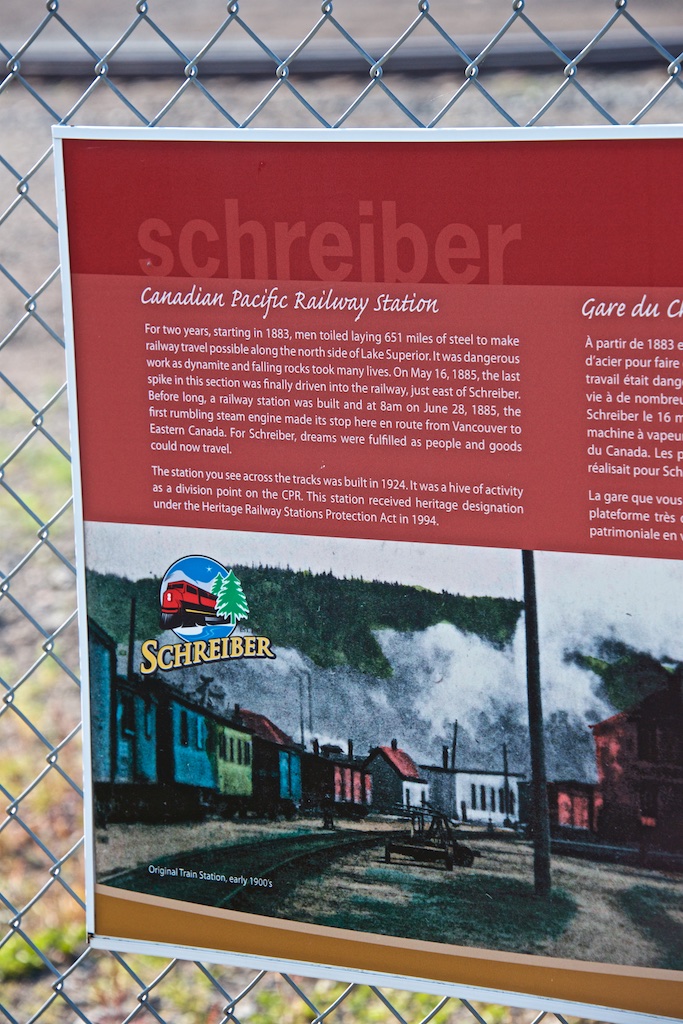 schreiber
Canadian Pacific Railway Station
For two years, starting in 1883, men toiled laying 651 miles of steel to make
railway travel possible along the north side of Lake Superior. It was dangerous
work as dynamite and falling rocks took many lives. On May 16, 1885, the last
spike in this section was finally driven into the railway, just east of Schreiber.
Before long, a railway station was built and at 8am on June 28, 1885, the
first rumbling steam engine made its stop here en route from Vancouver to
Eastern Canada. For Schreiber, dreams were fulfilled as people and goods
could now travel.
The station you see across the tracks was built in 1924. It was a hive of activity
as a division point on the CPR. This station received heritage designation
under the Heritage Railway Stations Protection Act in 1994.
Gare du C
À partir de 1883 e
d'acier pour faire
travail était dang
vie à de nombreu
Schreiber le 16 m
machine à vapeur
du Canada. Les p
réalisait pour Sch
La gare que vous
plateforme très
patrimoniale en v
SCHREIBER
Original Train Station, early 1900's